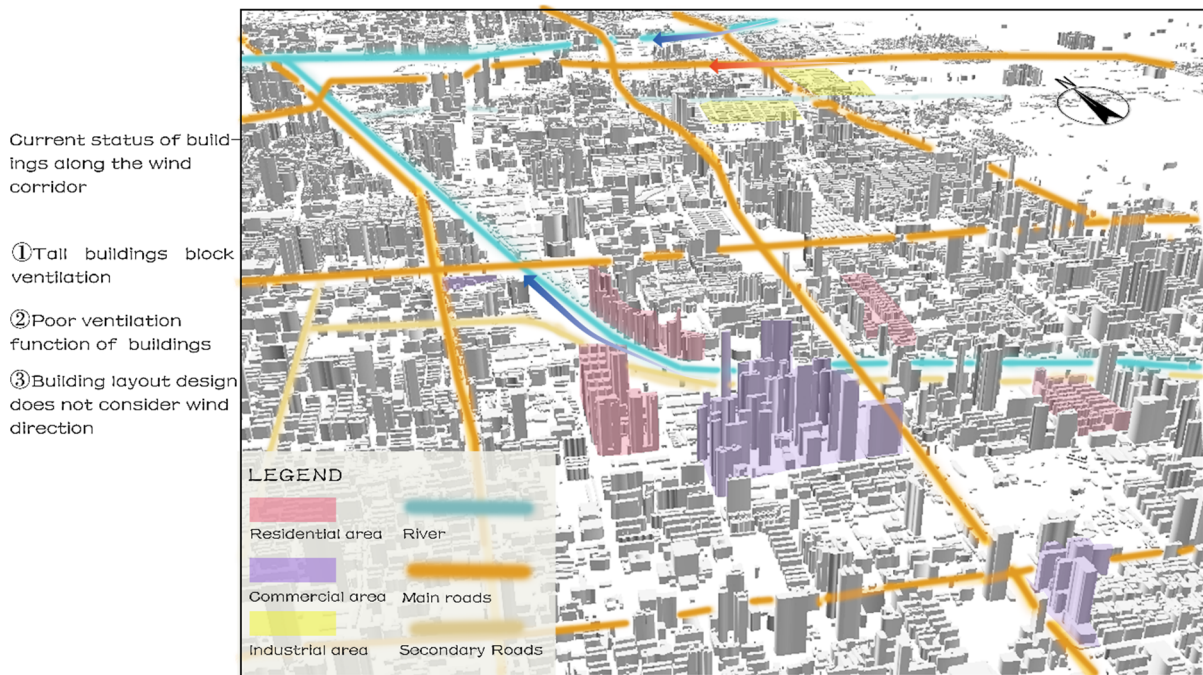 Current status of build-
ings along the wind
corridor
①Tall buildings block
ventilation
②Poor ventilation
function of buildings
③Building layout design
does not consider wind
direction
N
LEGEND
Residential area
River
Commercial area
Main roads
Industrial area
Secondary Roads